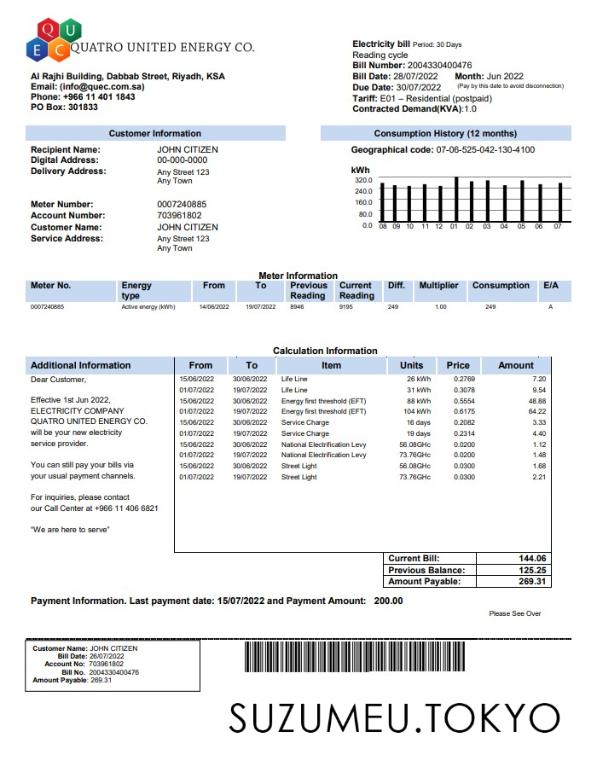 QU
EC
QUATRO UNITED ENERGY CO.
Al Rajhi Building, Dabbab Street, Riyadh, KSA
Email: (info@quec.com.sa)
Phone: +966 11 401 1843
PO Box: 301833
Electricity bill Period: 30 Days
Reading cycle
Bill Number: 2004330400476
Bill Date: 28/07/2022 Month: Jun 2022
Due Date: 30/07/2022 (Pay by this date to avoid disconnection)
Tariff: E01 – Residential (postpaid)
Contracted Demand(KVA):1.0
Customer Information
Recipient Name: JOHN CITIZEN
Digital Address: 00-000-0000
Delivery Address: Any Street 123
Any Town
Meter Number: 0007240885
Account Number: 703961802
Customer Name: JOHN CITIZEN
Service Address: Any Street 123
Any Town
Consumption History (12 months)
Geographical code: 07-06-525-042-130-4100
kWh
320.0
240.0
160.0
80.0
0.0 08 09 10 11 12 01 02 03 04 05 06 07
Meter Information
Meter No. Energy type From To Previous Reading Current Reading Diff. Multiplier Consumption E/A
0007240885 Active energy (kWh) 14/06/2022 19/07/2022 8946 9195 249 1.00 249 A
Calculation Information
Additional Information
Dear Customer,
Effective 1st Jun 2022,
ELECTRICITY COMPANY
QUATRO UNITED ENERGY CO.
will be your new electricity
service provider.
You can still pay your bills via
your usual payment channels.
For inquiries, please contact
our Call Center at +966 11 406 6821
"We are here to serve"
From To Item Units Price Amount
15/06/2022 30/06/2022 Life Line 26 kWh 0.2769 7.20
01/07/2022 19/07/2022 Life Line 31 kWh 0.3078 9.54
15/06/2022 30/06/2022 Energy first threshold (EFT) 88 kWh 0.5554 48.88
01/07/2022 19/07/2022 Energy first threshold (EFT) 104 kWh 0.6175 64.22
15/06/2022 30/06/2022 Service Charge 16 days 0.2082 3.33
01/07/2022 19/07/2022 Service Charge 19 days 0.2314 4.40
15/06/2022 30/06/2022 National Electrification Levy 56.08GHc 0.0200 1.12
01/07/2022 19/07/2022 National Electrification Levy 73.76GHc 0.0200 1.48
15/06/2022 30/06/2022 Street Light 56.08GHc 0.0300 1.68
01/07/2022 19/07/2022 Street Light 73.76GHc 0.0300 2.21
Current Bill: 144.06
Previous Balance: 125.25
Amount Payable: 269.31
Payment Information. Last payment date: 15/07/2022 and Payment Amount: 200.00
Please See Over
Customer Name: JOHN CITIZEN
Bill Date: 26/07/2022
Account No: 703961802
Bill No. 2004330400476
Amount Payable: 269.31
SUZUMEU.TOKYO